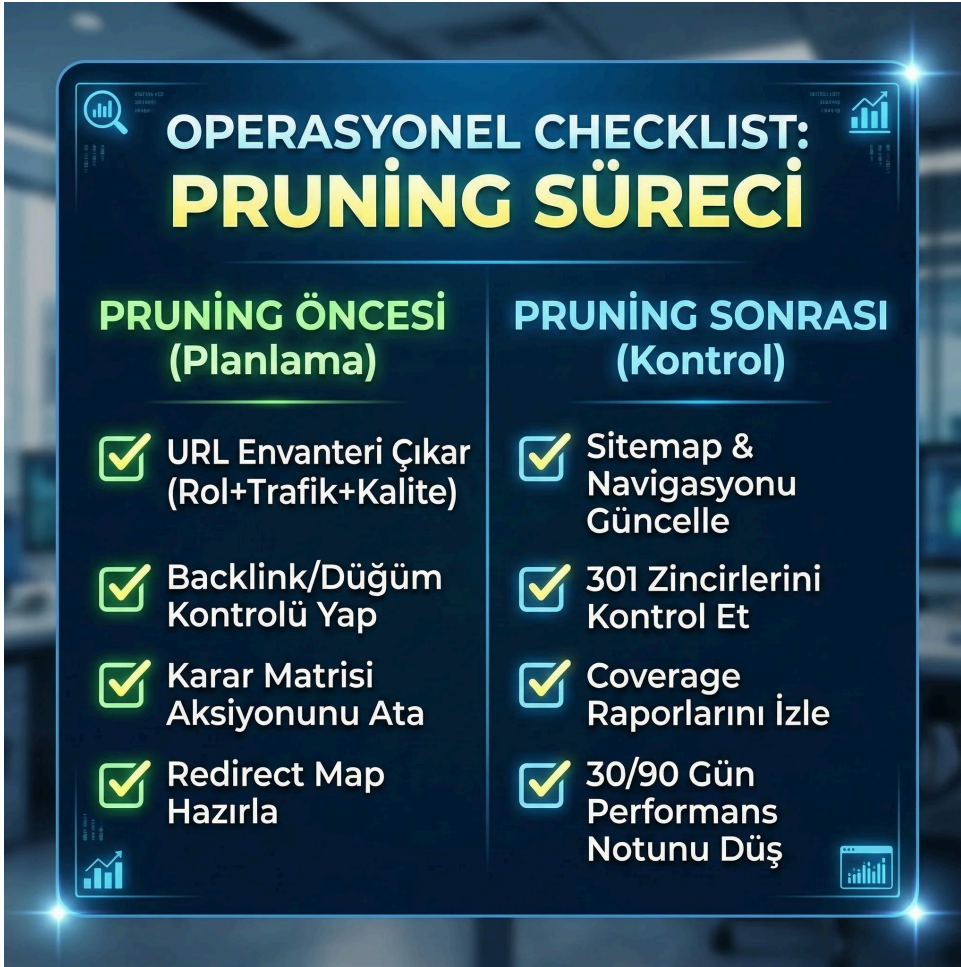 OPERASYONEL CHECKLIST:
PRUNİNG SÜRECİ
PRUNİNG ÖNCESİ
(Planlama)
URL Envanteri Çıkar
(Rol+Trafik+Kalite)
Backlink/Düğüm
Kontrolü Yap
Karar Matrisi
Aksiyonunu Ata
Redirect Map
Hazırla
PRUNİNG SONRASI
(Kontrol)
Sitemap &
Navigasyonu
Güncelle
301 Zincirlerini
Kontrol Et
Coverage
Raporlarını İzle
30/90 Gün
Performans
Notunu Düş